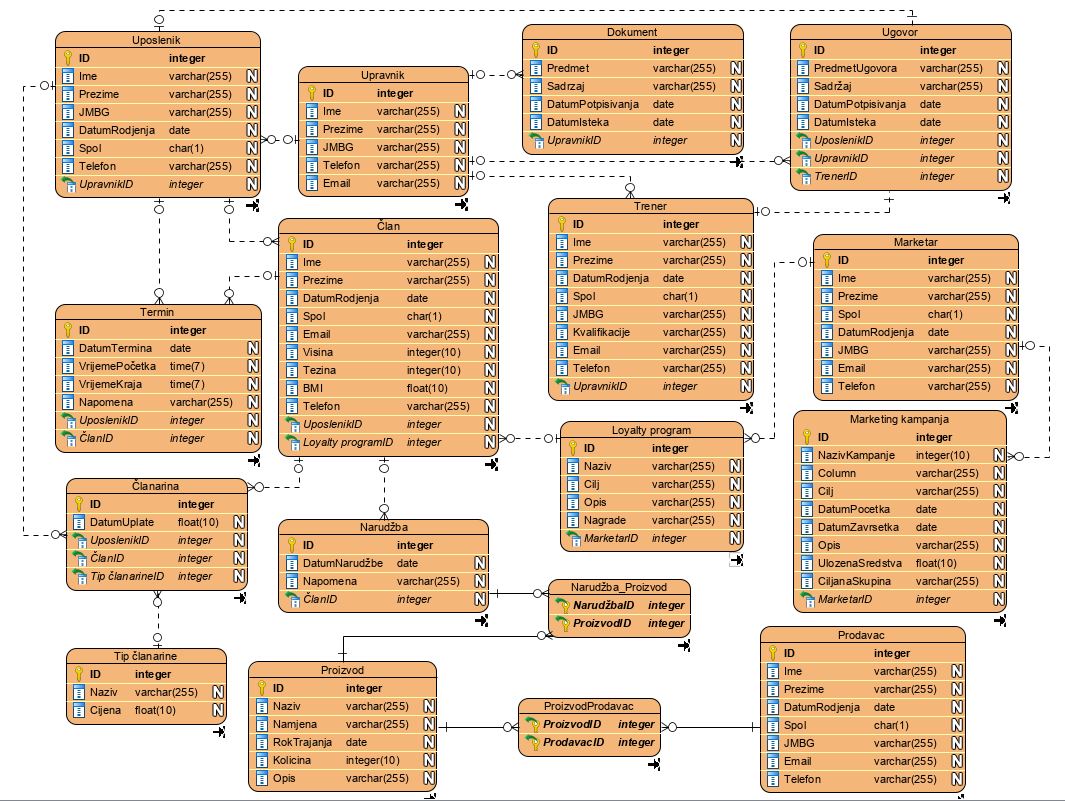 Uposlenik
ID integer
Ime varchar(255) N
Prezime varchar(255) N
JMBG varchar(255) N
DatumRodjenja date N
Spol char(1) N
Telefon varchar(255) N
UpravnikID integer N
Upravnik
ID integer
Ime varchar(255) N
Prezime varchar(255) N
JMBG varchar(255) N
Telefon varchar(255) N
Email varchar(255) N
Dokument
ID integer
Predmet varchar(255) N
Sadrzaj varchar(255) N
DatumPotpisivanja date N
DatumIsteka date N
UpravnikID integer N
Ugovor
ID integer
PredmetUgovora varchar(255) N
Sadržaj varchar(255) N
DatumPotpisivanja date N
DatumIsteka date N
UposlenikID integer N
UpravnikID integer N
TrenerID integer N
Član
ID integer
Ime varchar(255) N
Prezime varchar(255) N
DatumRodjenja date N
Spol char(1) N
Email varchar(255) N
Visina integer(10) N
Tezina integer(10) N
BMI float(10) N
Telefon varchar(255) N
UposlenikID integer N
Loyalty programID integer N
Trener
ID integer
Ime varchar(255) N
Prezime varchar(255) N
DatumRodjenja date N
Spol char(1) N
JMBG varchar(255) N
Kvalifikacije varchar(255) N
Email varchar(255) N
Telefon varchar(255) N
UpravnikID integer N
Marketar
ID integer
Ime varchar(255) N
Prezime varchar(255) N
Spol char(1) N
DatumRodjenja date N
JMBG varchar(255) N
Email varchar(255) N
Telefon varchar(255) N
Termin
ID integer
DatumTermina date N
VrijemePočetka time(7) N
VrijemeKraja time(7) N
Napomena varchar(255) N
UposlenikID integer N
ČlanID integer N
Loyalty program
ID integer
Naziv varchar(255) N
Cilj varchar(255) N
Opis varchar(255) N
Nagrade varchar(255) N
MarketarID integer N
Marketing kampanja
ID integer
NazivKampanje integer(10) N
Column varchar(255) N
Cilj varchar(255) N
DatumPocetka date N
DatumZavrsetka date N
Opis varchar(255) N
UlozenaSredstva float(10) N
CiljanaSkupina varchar(255) N
MarketarID integer N
Članarina
ID integer
DatumUplate float(10) N
UposlenikID integer N
ČlanID integer N
Tip članarineID integer N
Narudžba
ID integer
DatumNarudžbe date N
Napomena varchar(255) N
ČlanID integer N
Narudžba_Proizvod
NarudžbaID integer
ProizvodID integer
Tip članarine
ID integer
Naziv varchar(255) N
Cijena float(10) N
Proizvod
ID integer
Naziv varchar(255) N
Namjena varchar(255) N
RokTrajanja date N
Kolicina integer(10) N
Opis varchar(255) N
ProizvodProdavac
ProizvodID integer
ProdavacID integer
Prodavac
ID integer
Ime varchar(255) N
Prezime varchar(255) N
DatumRodjenja date N
Spol char(1) N
JMBG varchar(255) N
Email varchar(255) N
Telefon varchar(255) N